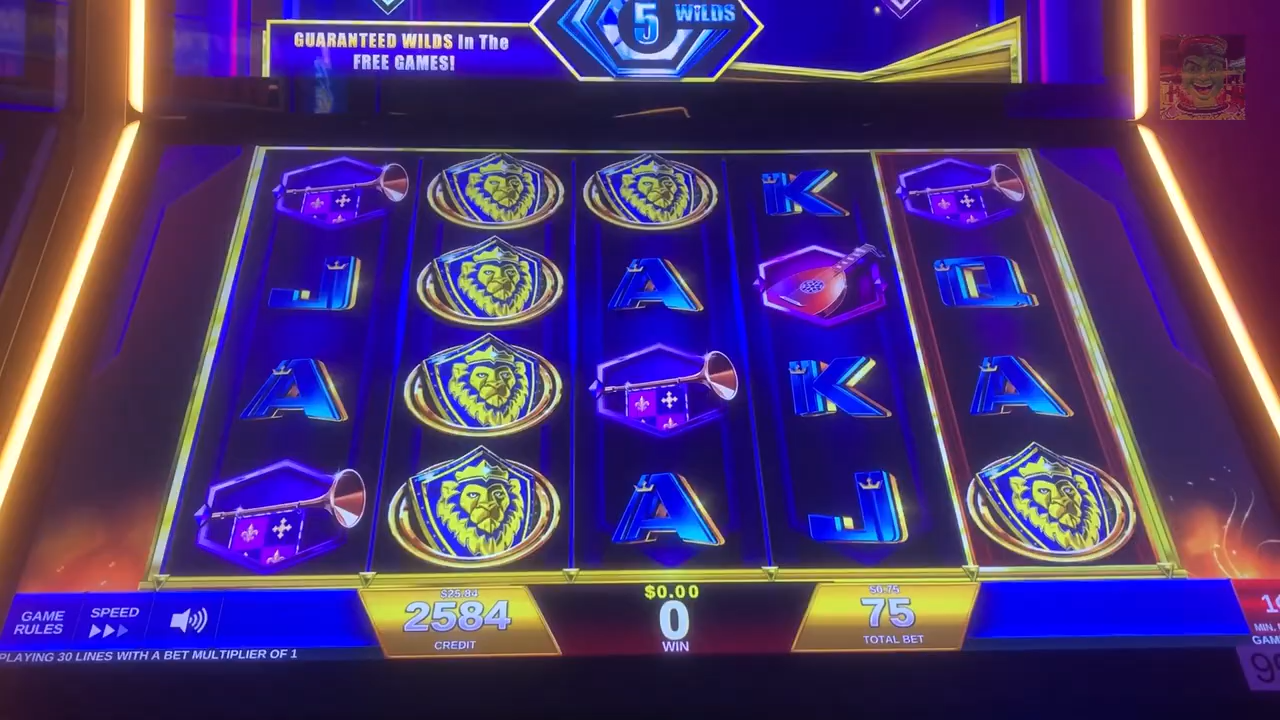 5 WILDS
GUARANTEED WILDS In The
FREE GAMES!
K
J
A
Q
A
K
A
A
J
GAME
RULES
SPEED
$25.84
2584
CREDIT
$0.00
0
WIN
$0.75
75
TOTAL BET
MIN.
PLAYING 30 LINES WITH A BET MULTIPLIER OF 1